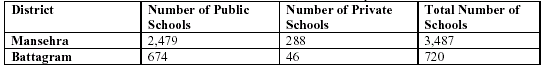 District Number of Public Schools Number of Private Schools Total Number of Schools
Mansehra 2,479 288 3,487
Battagram 674 46 720